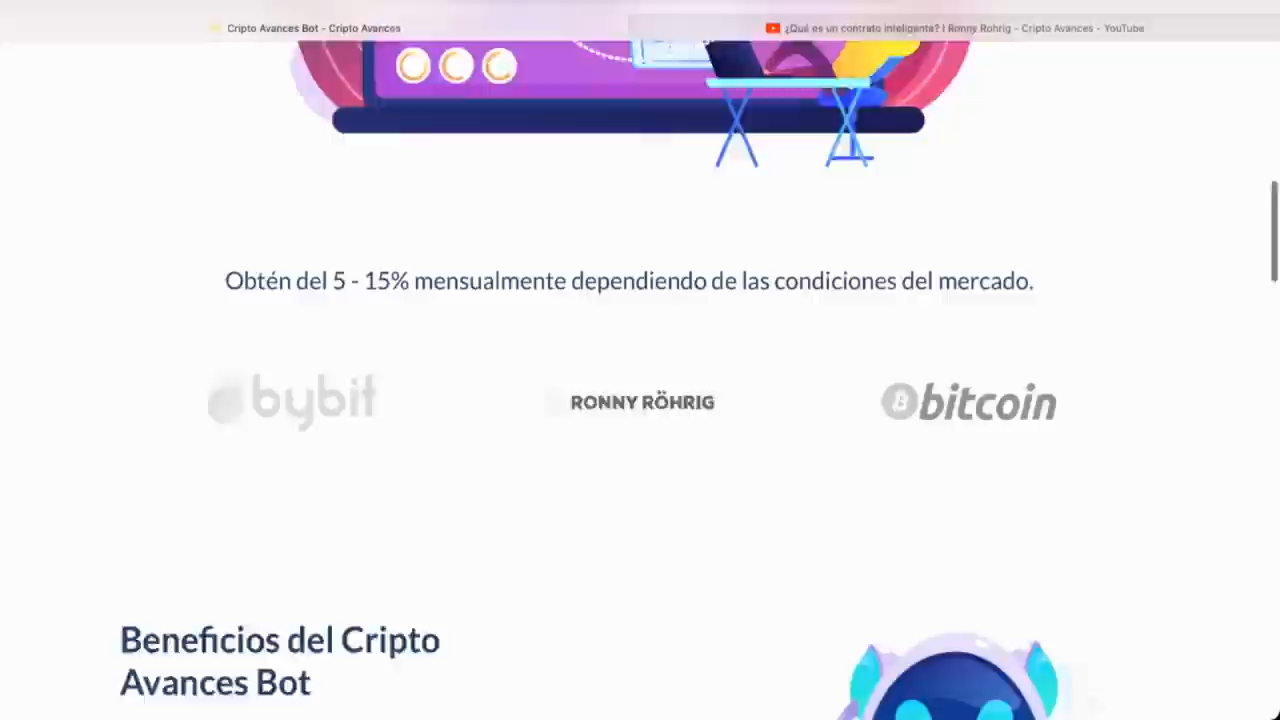 Cripto Avances Bot - Cripto Avances
¿Qué es un contrato inteligente? I Ronny Rohrig - Cripto Avances - YouTube
Obtén del 5 - 15% mensualmente dependiendo de las condiciones del mercado.
bybit
RONNY RÖHRIG
bitcoin
Beneficios del Cripto
Avances Bot